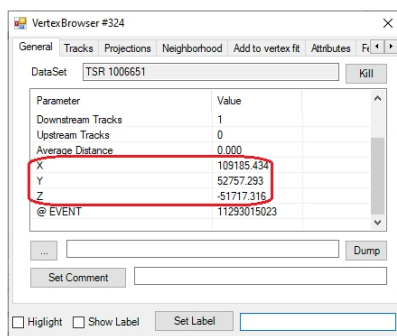 VertexBrowser #324
General Tracks Projections Neighborhood Add to vertex fit Attributes
DataSet TSR 1006651 Kill
Parameter Value
Downstream Tracks 1
Upstream Tracks 0
Average Distance 0.000
X 109185.434
Y 52757.293
Z -51717.316
@ EVENT 11293015023
... Dump
Set Comment
Higlight Show Label Set Label